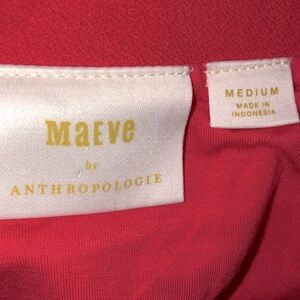 Maeve
by
ANTHROPOLOGIE
MEDIUM
MADE IN
INDONESIA